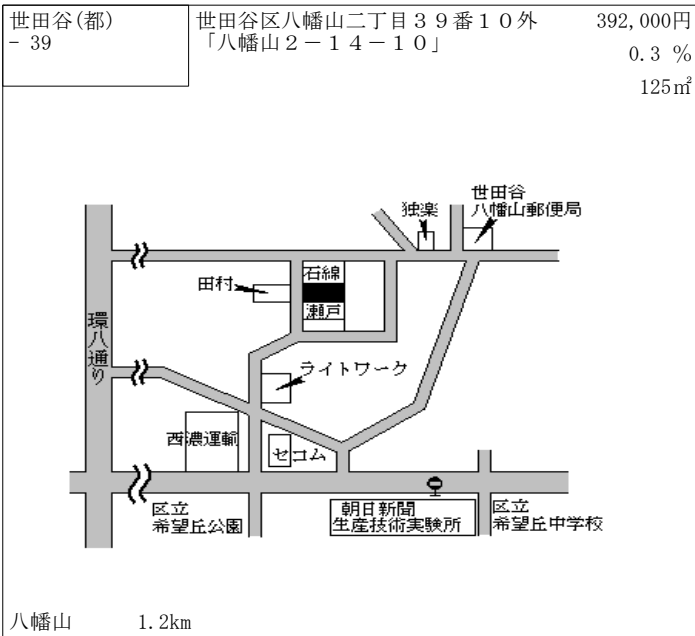 世田谷(都)
- 39
世田谷区八幡山二丁目３９番１０外
「八幡山２－１４－１０」
392,000円
0.3 %
125㎡
世田谷
八幡山郵便局
独楽
石綿
田村
瀬戸
環八通り
ライトワーク
西濃運輸
セコム
区立
希望丘公園
朝日新聞
生産技術実験所
区立
希望丘中学校
八幡山 1.2km